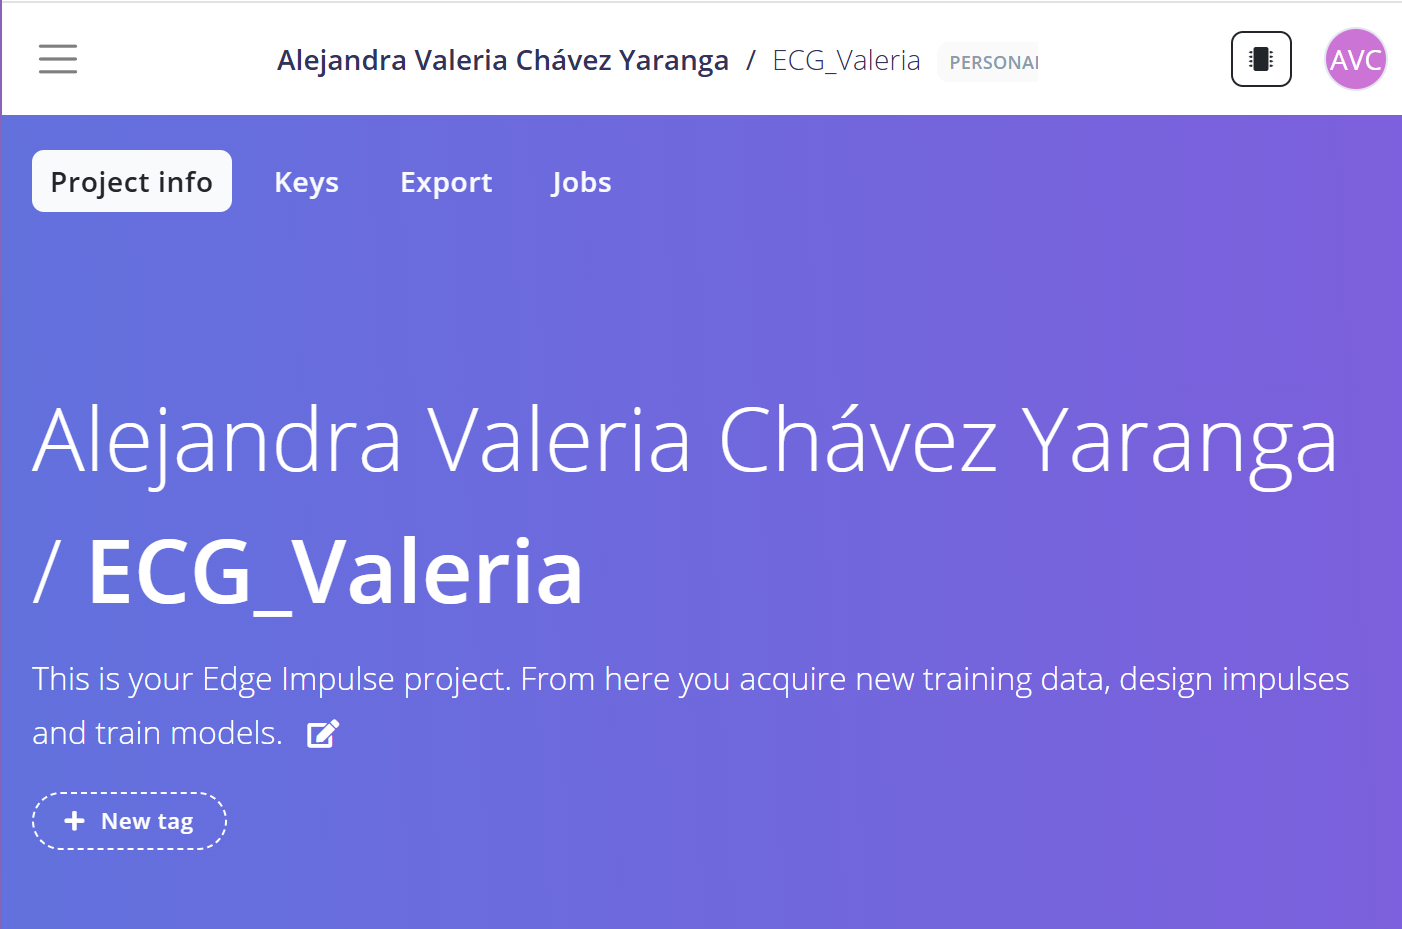 Alejandra Valeria Chávez Yaranga / ECG_Valeria PERSONAL
AVC
Project info Keys Export Jobs
Alejandra Valeria Chávez Yaranga
/ ECG_Valeria
This is your Edge Impulse project. From here you acquire new training data, design impulses
and train models.
+ New tag